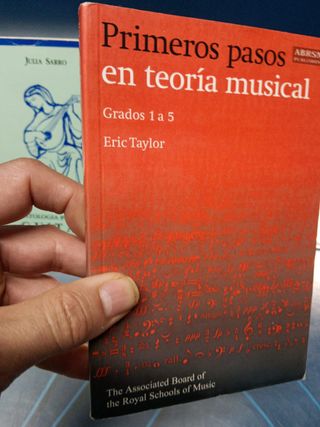 Primeros pasos
en teoría musical
ABRSM
Grados 1 a 5
Eric Taylor
The Associated Board of
the Royal Schools of Music
JULIA SARRO